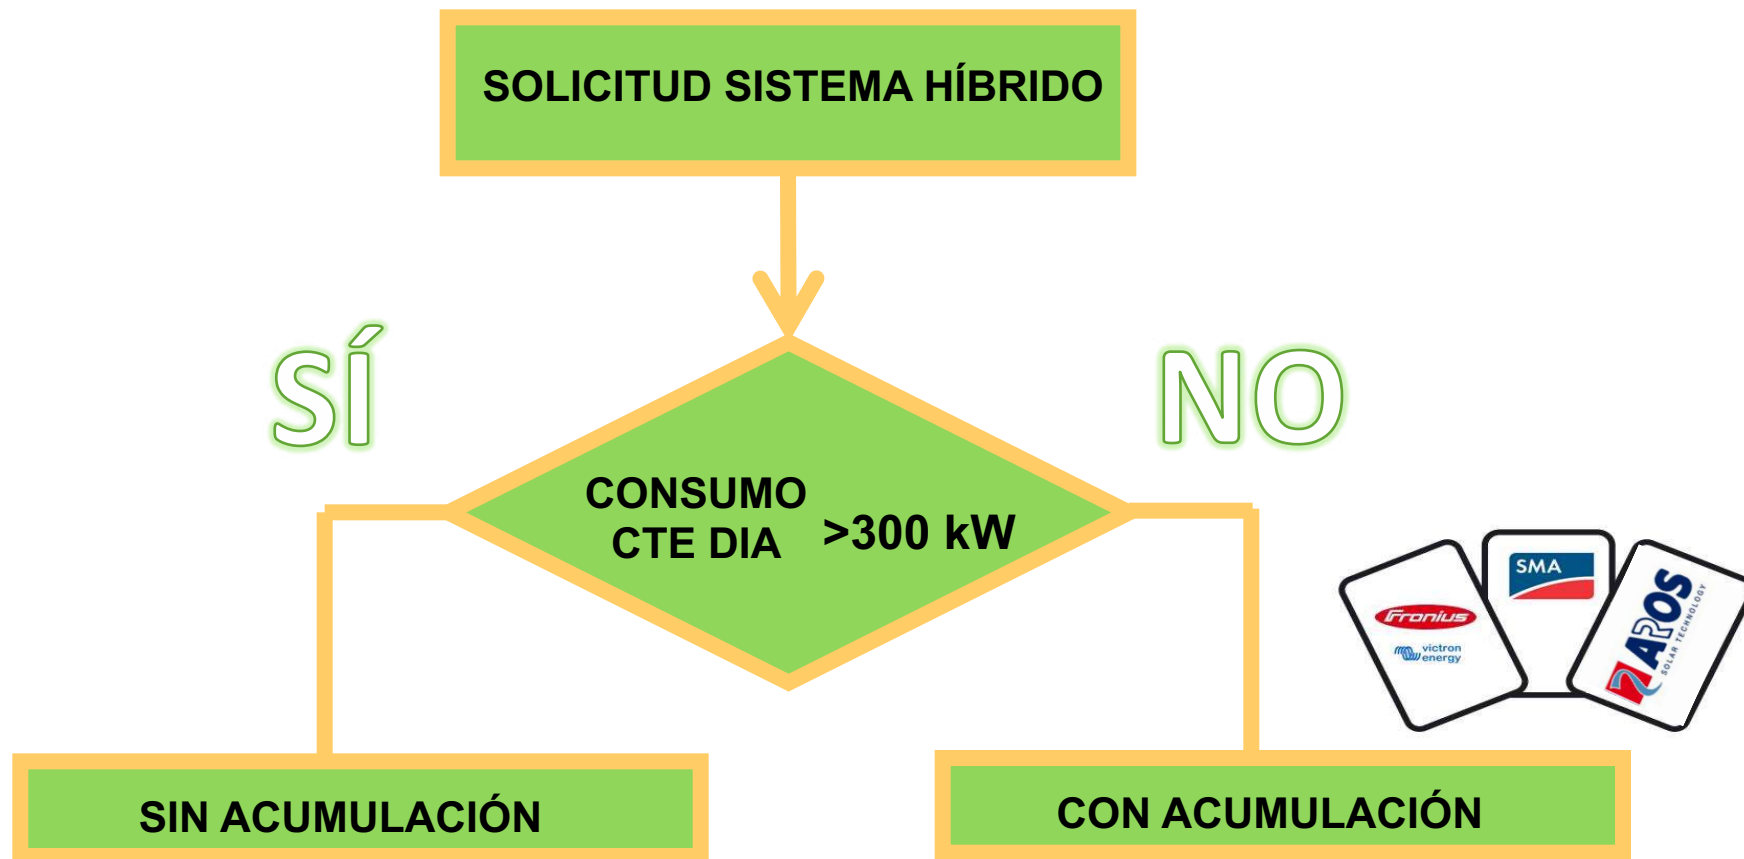 SOLICITUD SISTEMA HÍBRIDO
SÍ
NO
CONSUMO
CTE DIA >300 kW
Fronius
victron
energy
SMA
AROS
SOLAR TECHNOLOGY
SIN ACUMULACIÓN
CON ACUMULACIÓN